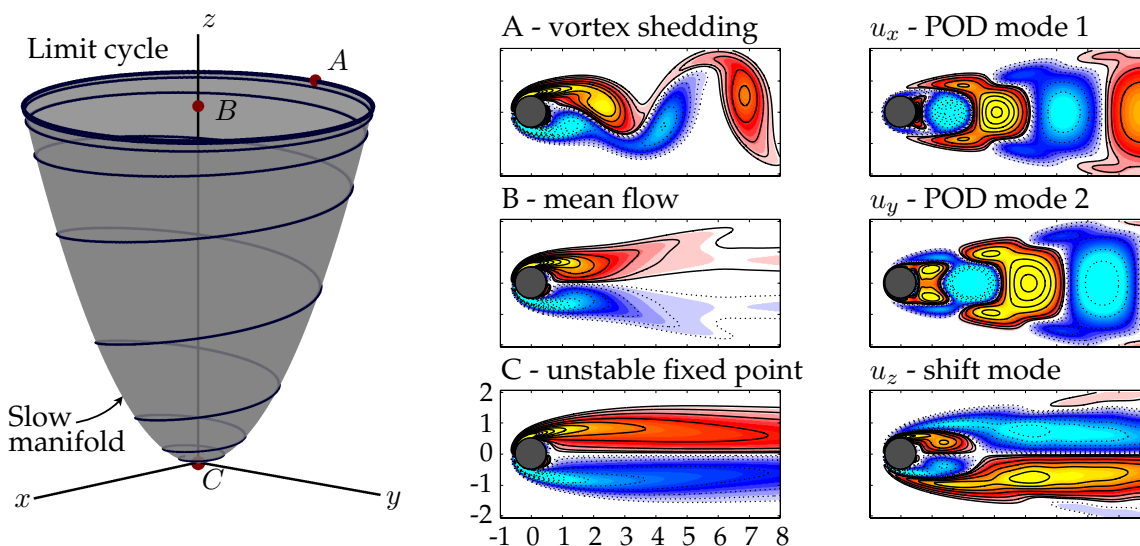 z
Limit cycle
A
B
Slow
manifold
C
x
y
A - vortex shedding
B - mean flow
C - unstable fixed point
2
1
0
-1
-2
-1 0 1 2 3 4 5 6 7 8
u_x - POD mode 1
u_y - POD mode 2
u_z - shift mode